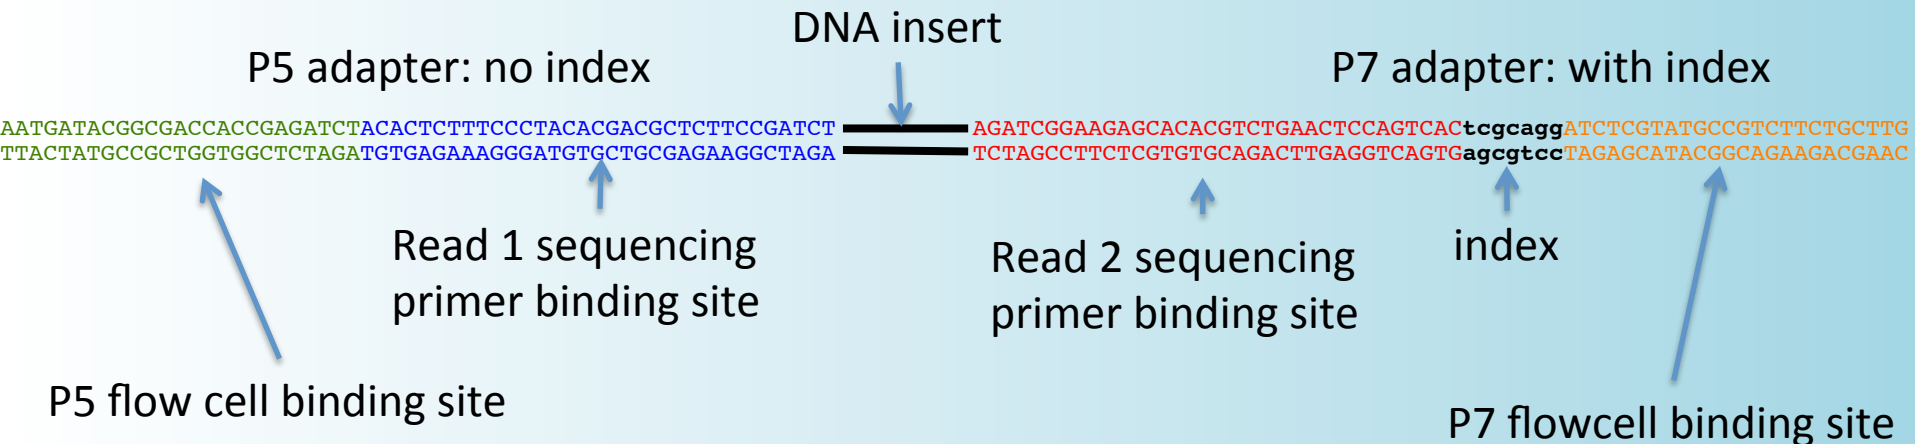 DNA insert
P5 adapter: no index
P7 adapter: with index
AATGATACGGCGACCACCGAGATCTACACTCTTTCCCTACACGACGCTCTTCCGATCT AGATCGGAAGAGCACACGTCTGAACTCCAGTCACtcgcaggATCTCGTATGCCGTCTTCTGCTTG
TTACTATGCCGCTGGTGGCTCTAGATGTGAGAAAGGGATGTGCTGCGAGAAGGCTAGA TCTAGCCTTCTCGTGTGCAGACTTGAGGTCAGTGagcgtccTAGAGCATACGGCAGAAGACGAAC
Read 1 sequencing
primer binding site
Read 2 sequencing
primer binding site
index
P5 flow cell binding site
P7 flowcell binding site